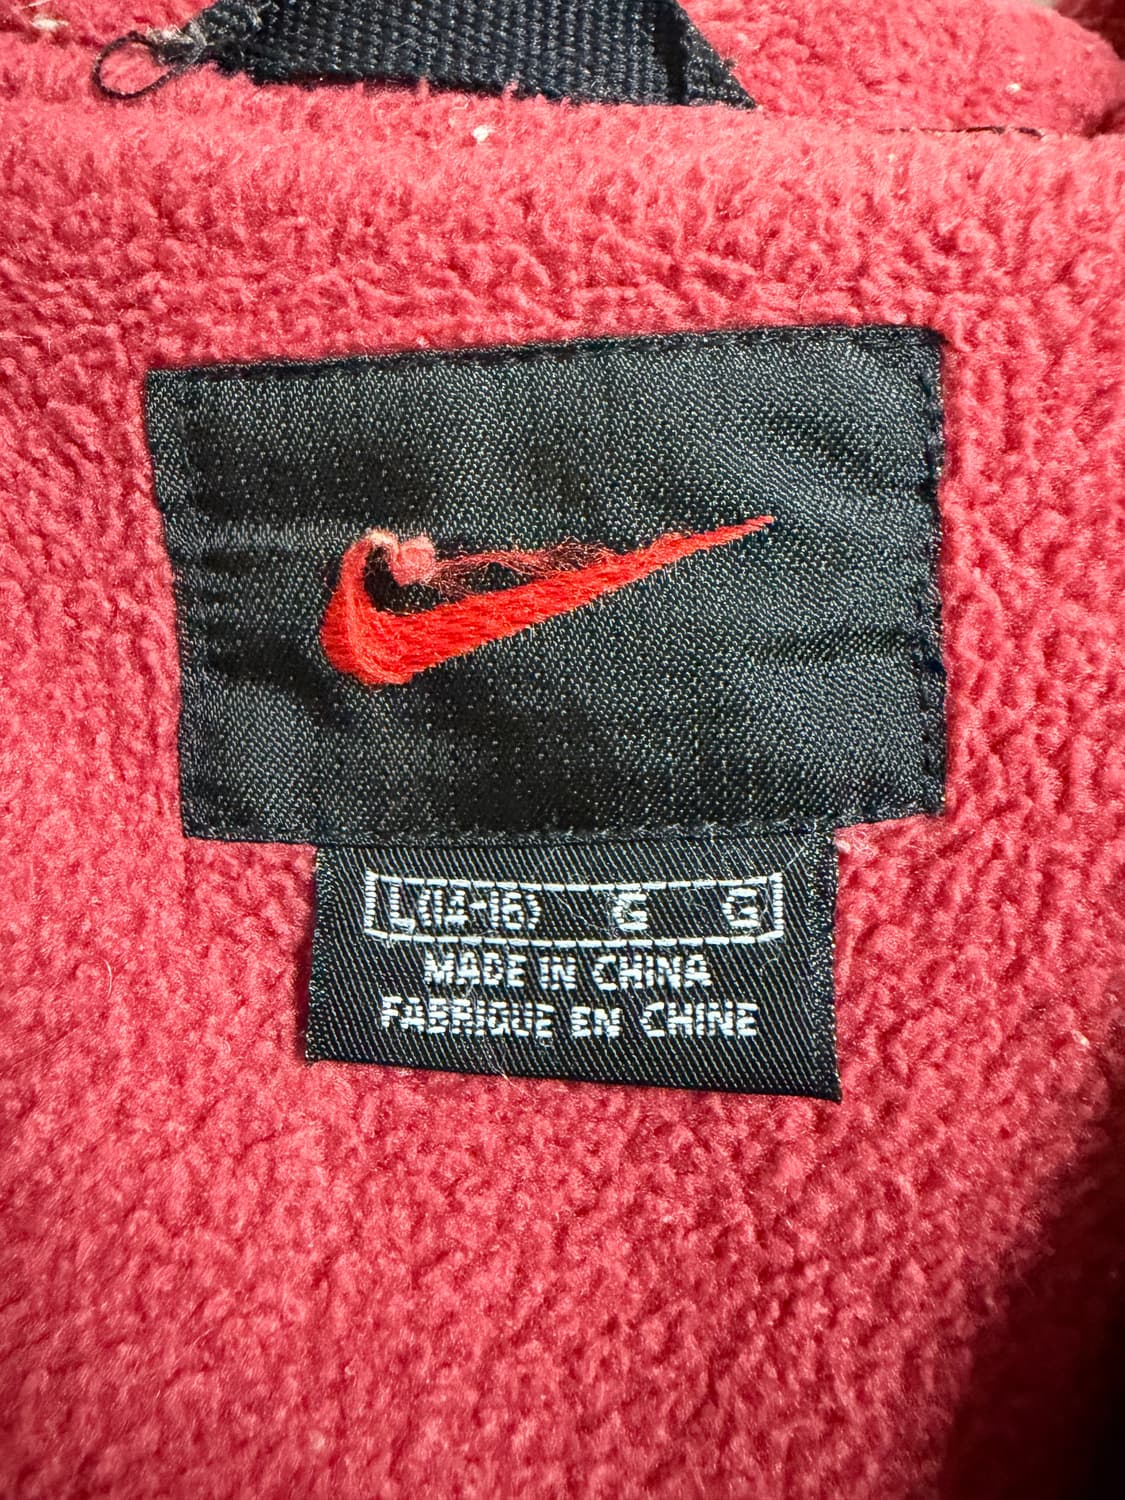 L(14-16) G G
MADE IN CHINA
FABRIQUE EN CHINE